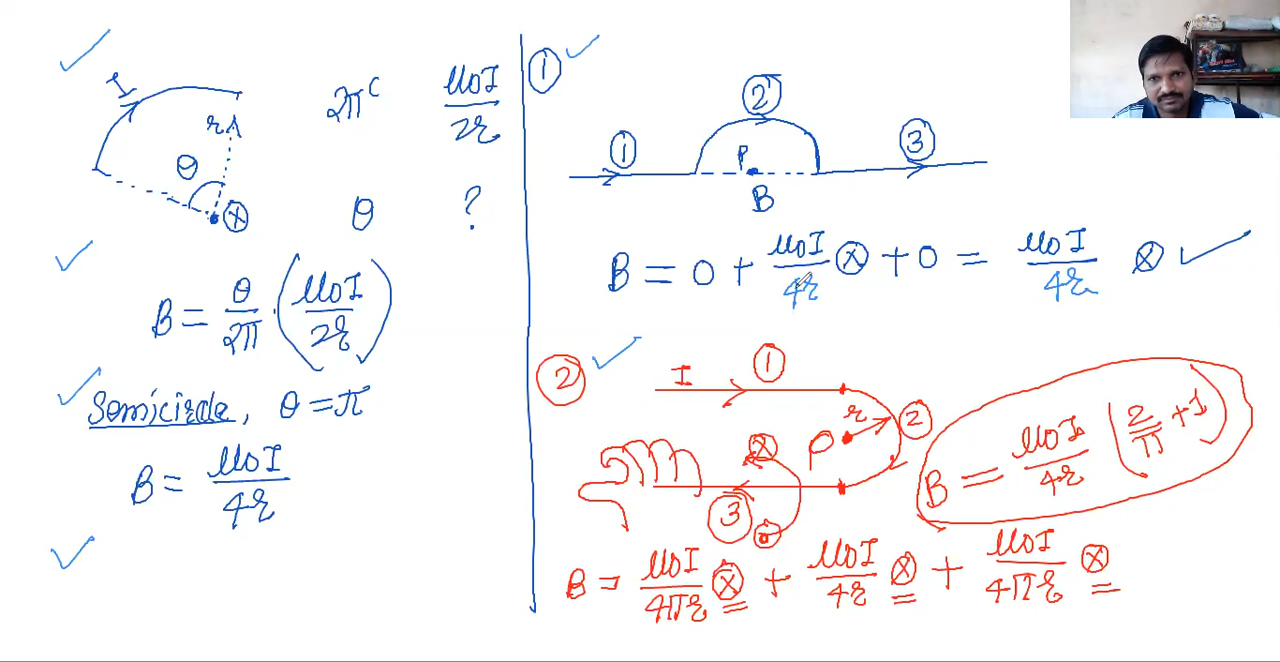 I
2π^c μ₀I/2r
r
θ
⊗ θ ?
B = θ/2π · (μ₀I/2r)
Semicircle, θ = π
B = μ₀I/4r
①
① ② ③
P
B
B = 0 + μ₀I/4r ⊗ + 0 = μ₀I/4r ⊗
②
I ①
r ②
P
⊗
③
⊙
B = μ₀I/4r (2/π + 1)
B = μ₀I/4πr ⊗ + μ₀I/4r ⊗ + μ₀I/4πr ⊗